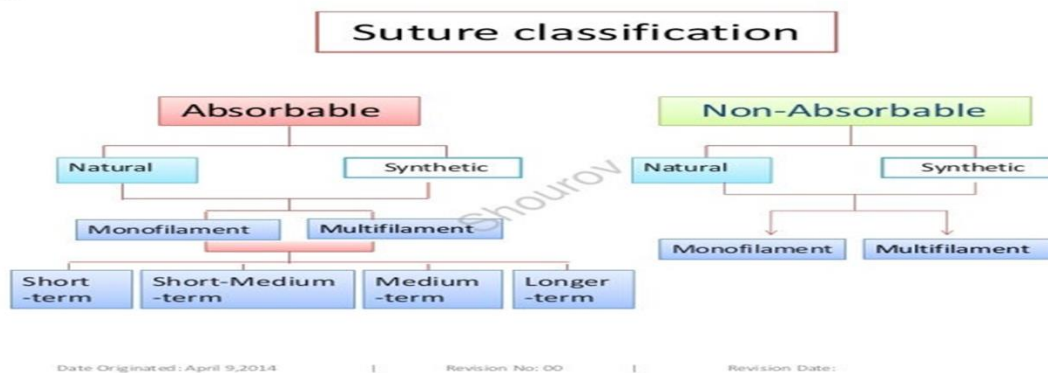 Suture classification
Absorbable
Non-Absorbable
Natural
Synthetic
Natural
Synthetic
Shourov
Monofilament
Multifilament
Monofilament
Multifilament
Short
-term
Short-Medium
-term
Medium
-term
Longer
-term
Date Originated: April 9,2014 | Revision No: 00 | Revision Date: